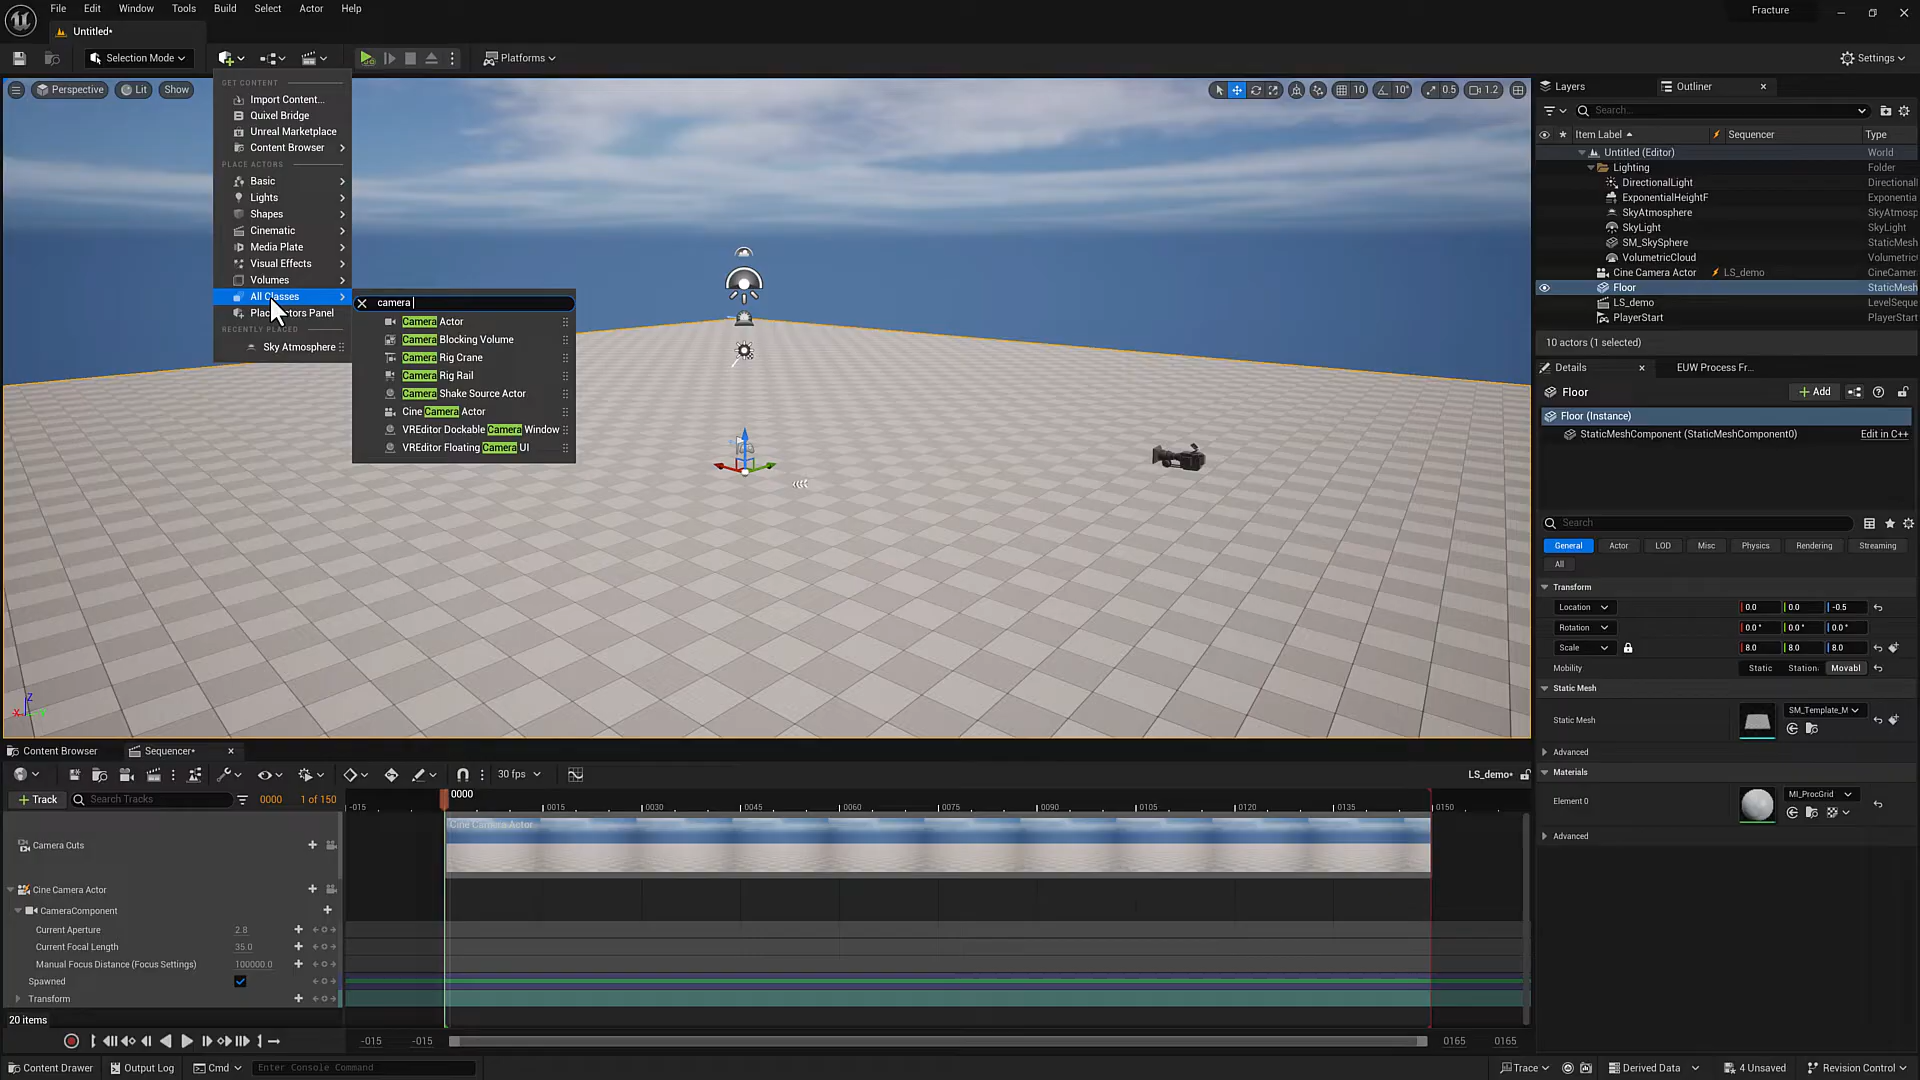 File Edit Window Tools Build Select Actor Help
Fracture
Untitled*
Selection Mode
Platforms
Settings
Perspective
Lit
Show
10
10°
0.5
1.2
GET CONTENT
Import Content...
Quixel Bridge
Unreal Marketplace
Content Browser
PLACE ACTORS
Basic
Lights
Shapes
Cinematic
Media Plate
Visual Effects
Volumes
All Classes
Place Actors Panel
RECENTLY PLACED
Sky Atmosphere
camera
Camera Actor
Camera Blocking Volume
Camera Rig Crane
Camera Rig Rail
Camera Shake Source Actor
Cine Camera Actor
VREditor Dockable Camera Window
VREditor Floating Camera UI
Z
X
Y
Layers
Outliner
Search...
Item Label
Sequencer
Type
Untitled (Editor) World
Lighting Folder
DirectionalLight Directional
ExponentialHeightF Exponentia
SkyAtmosphere SkyAtmosp
SkyLight SkyLight
SM_SkySphere StaticMesh
VolumetricCloud Volumetric
Cine Camera Actor LS_demo CineCamer
Floor StaticMesh
LS_demo LevelSeque
PlayerStart PlayerStart
10 actors (1 selected)
Details
EUW Process Fr...
Floor
Add
Floor (Instance)
StaticMeshComponent (StaticMeshComponent0) Edit in C++
Search
General Actor LOD Misc Physics Rendering Streaming
All
Transform
Location 0.0 0.0 -0.5
Rotation 0.0° 0.0° 0.0°
Scale 8.0 8.0 8.0
Mobility Static Station Movabl
Static Mesh
Static Mesh SM_Template_M
Advanced
Materials
Element 0 MI_ProcGrid
Advanced
Content Browser
Sequencer*
30 fps
LS_demo*
+ Track
Search Tracks
0000
1 of 150
-015
0000
0015
0030
0045
0060
0075
0090
0105
0120
0135
0150
Cine Camera Actor
Camera Cuts
Cine Camera Actor
CameraComponent
Current Aperture 2.8
Current Focal Length 35.0
Manual Focus Distance (Focus Settings) 100000.0
Spawned
Transform
20 items
-015
-015
0165
0165
Content Drawer
Output Log
Cmd
Enter Console Command
Trace
Derived Data
4 Unsaved
Revision Control